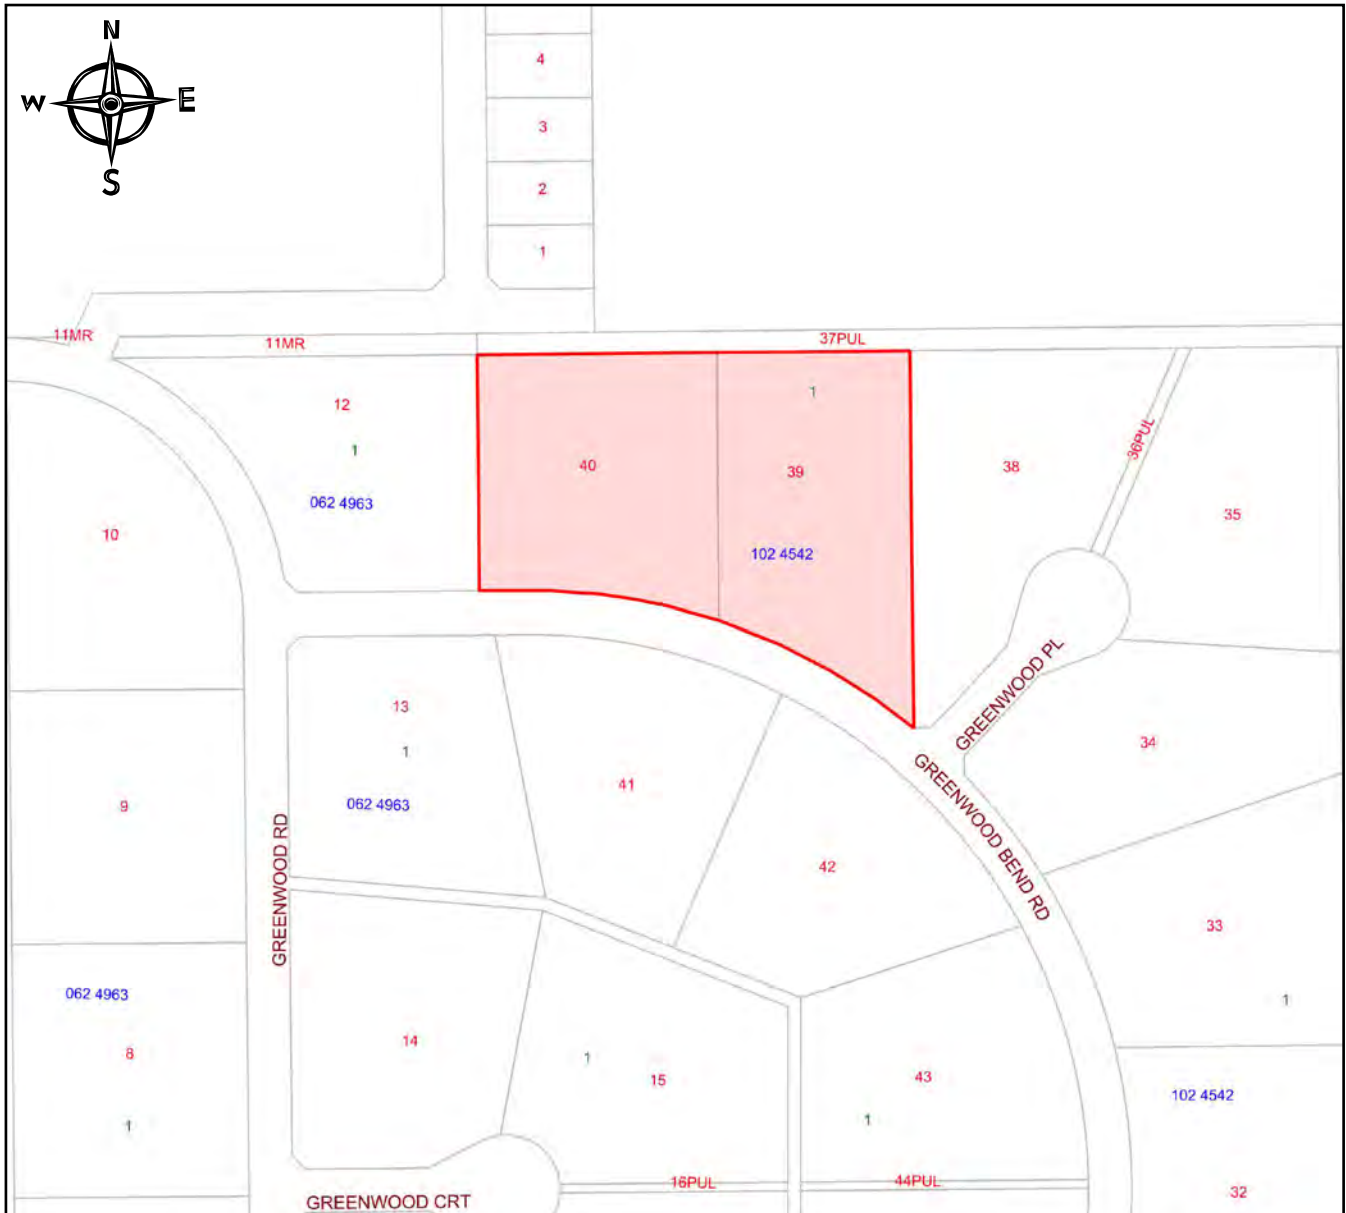 N
W E
S
4
3
2
1
11MR
11MR
37PUL
12
1
062 4963
40
1
39
102 4542
38
36PUL
35
10
GREENWOOD PL
13
1
062 4963
41
34
9
GREENWOOD RD
42
GREENWOOD BEND RD
33
1
062 4963
8
1
14
1
15
43
1
102 4542
16PUL
44PUL
32
GREENWOOD CRT